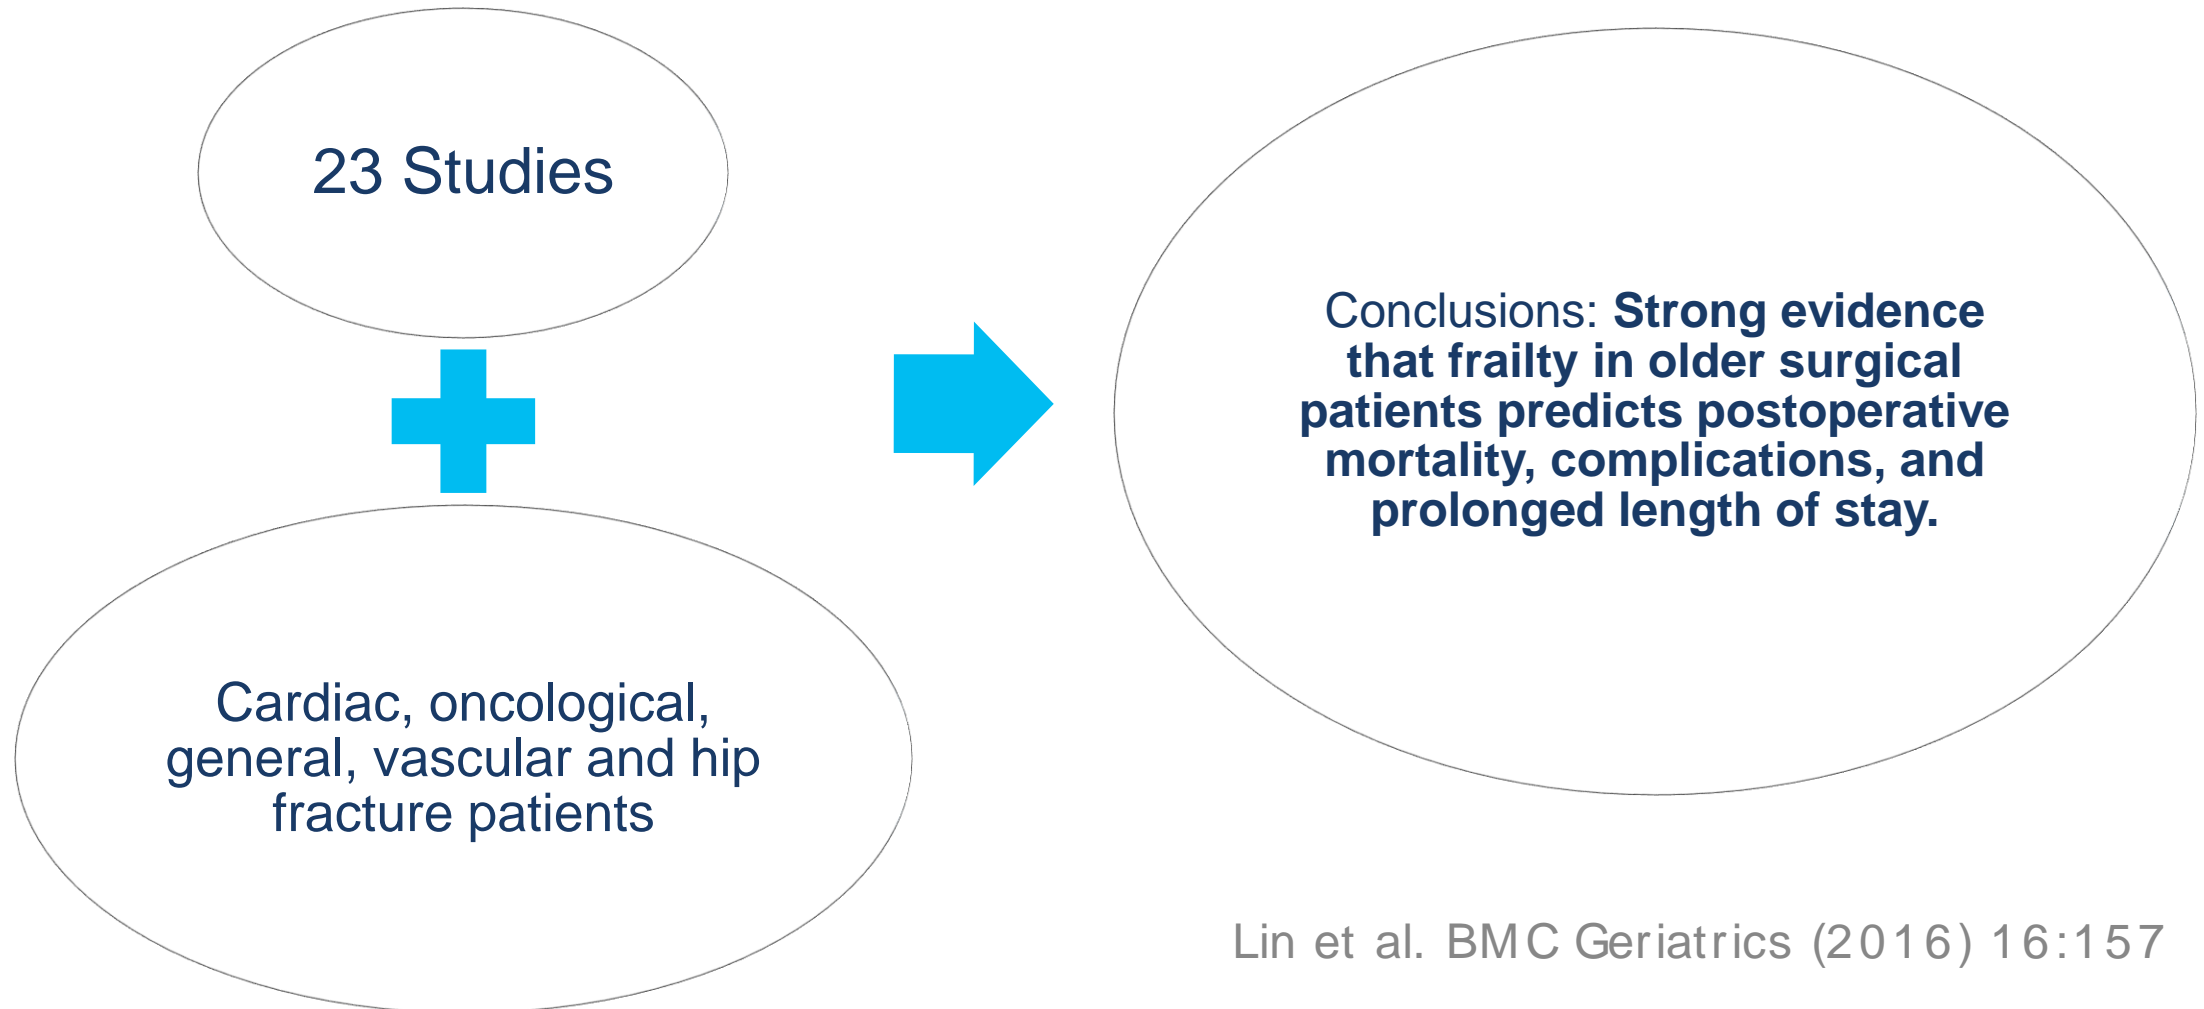 23 Studies
Cardiac, oncological,
general, vascular and hip
fracture patients
Conclusions: Strong evidence
that frailty in older surgical
patients predicts postoperative
mortality, complications, and
prolonged length of stay.
Lin et al. BMC Geriatrics (2016) 16:157